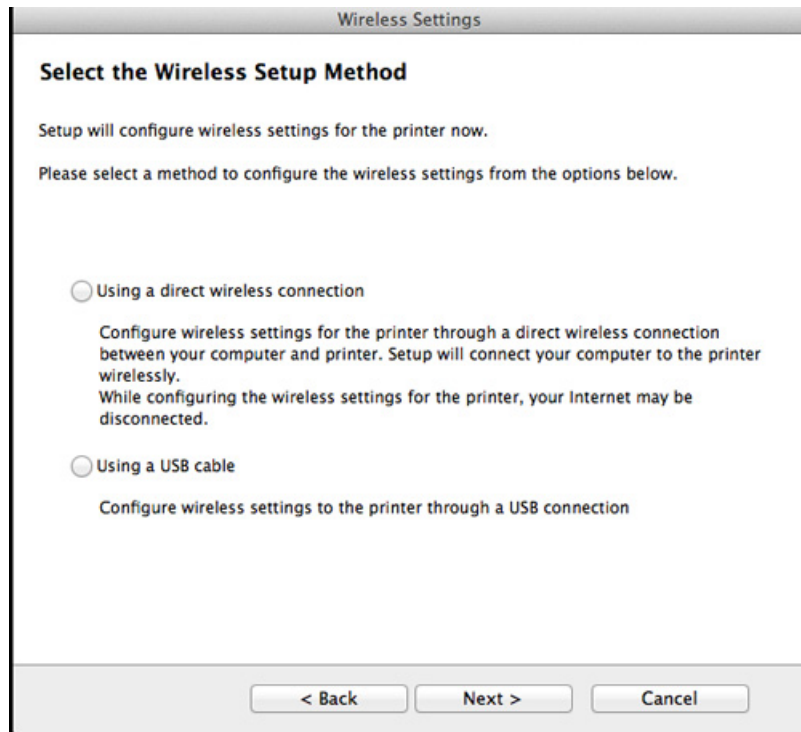 Wireless Settings
Select the Wireless Setup Method
Setup will configure wireless settings for the printer now.
Please select a method to configure the wireless settings from the options below.
Using a direct wireless connection
Configure wireless settings for the printer through a direct wireless connection
between your computer and printer. Setup will connect your computer to the printer
wirelessly.
While configuring the wireless settings for the printer, your Internet may be
disconnected.
Using a USB cable
Configure wireless settings to the printer through a USB connection
< Back Next > Cancel